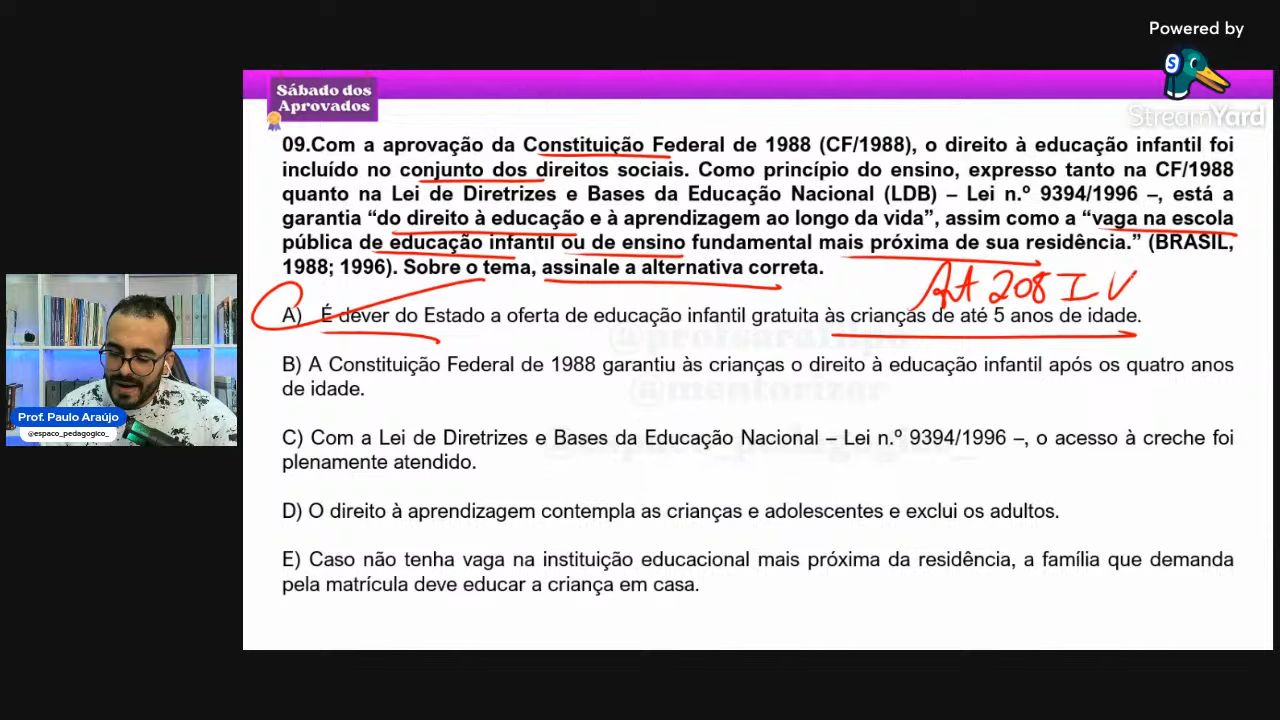 Powered by
StreamYard
Sábado dos
Aprovados
09.Com a aprovação da Constituição Federal de 1988 (CF/1988), o direito à educação infantil foi
incluído no conjunto dos direitos sociais. Como princípio do ensino, expresso tanto na CF/1988
quanto na Lei de Diretrizes e Bases da Educação Nacional (LDB) – Lei n.º 9394/1996 –, está a
garantia “do direito à educação e à aprendizagem ao longo da vida”, assim como a “vaga na escola
pública de educação infantil ou de ensino fundamental mais próxima de sua residência.” (BRASIL,
1988; 1996). Sobre o tema, assinale a alternativa correta.
Art 208 IV
A) É dever do Estado a oferta de educação infantil gratuita às crianças de até 5 anos de idade.
@profsaraffipo
@mentorizer
B) A Constituição Federal de 1988 garantiu às crianças o direito à educação infantil após os quatro anos
de idade.
C) Com a Lei de Diretrizes e Bases da Educação Nacional – Lei n.º 9394/1996 –, o acesso à creche foi
plenamente atendido.
@espaco_pedagogico_
D) O direito à aprendizagem contempla as crianças e adolescentes e exclui os adultos.
E) Caso não tenha vaga na instituição educacional mais próxima da residência, a família que demanda
pela matrícula deve educar a criança em casa.
Prof. Paulo Araújo
@espaco_pedagogico_